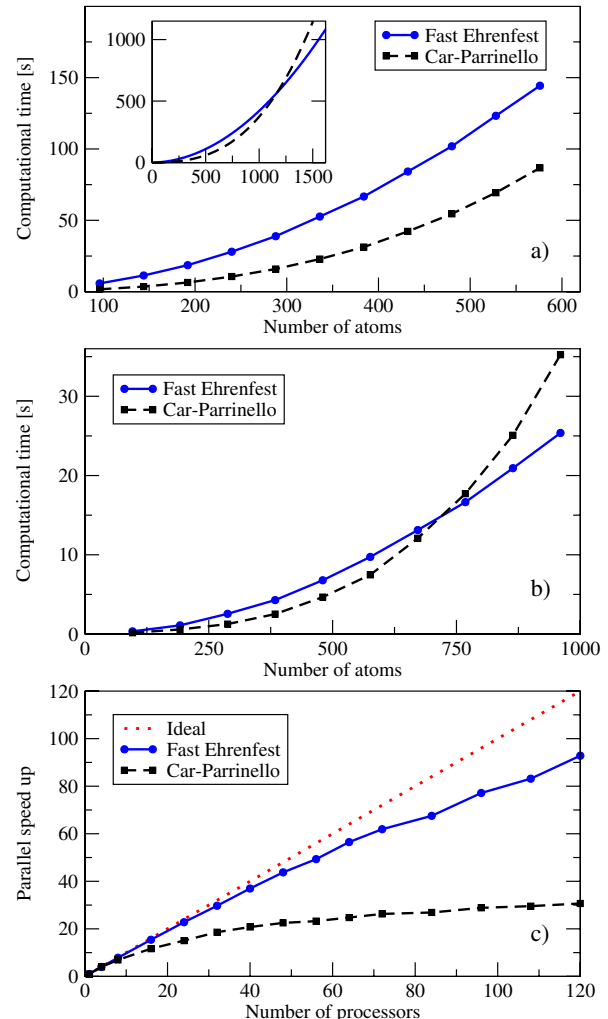 1000
500
0
0 500 1000 1500
Fast Ehrenfest
Car-Parrinello
150
100
50
0
Computational time [s]
a)
100 200 300 400 500 600
Number of atoms
Fast Ehrenfest
Car-Parrinello
30
20
10
0
Computational time [s]
b)
0 250 500 750 1000
Number of atoms
Ideal
Fast Ehrenfest
Car-Parrinello
120
100
80
60
40
20
0
Parallel speed up
c)
0 20 40 60 80 100 120
Number of processors